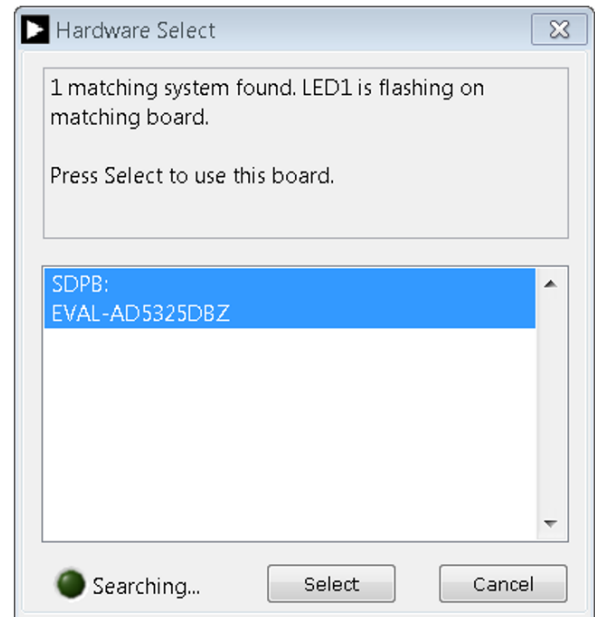 Hardware Select
1 matching system found. LED1 is flashing on
matching board.
Press Select to use this board.
SDPB:
EVAL-AD5325DBZ
Searching...
Select
Cancel